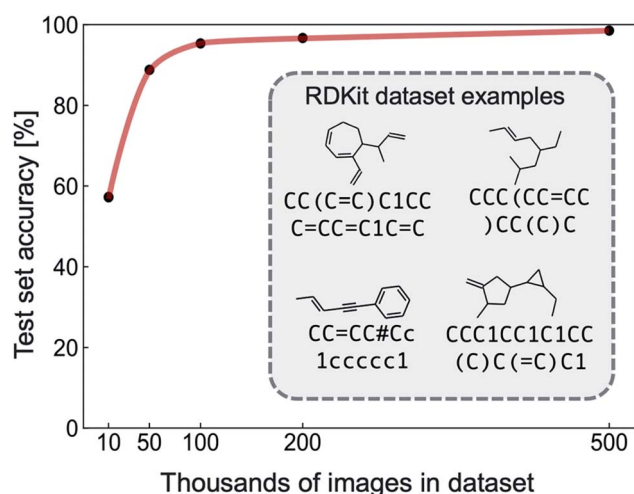 100
80
60
40
20
0
Test set accuracy [%]
RDKit dataset examples
CC(C=C)C1CC
C=CC=C1C=C
CCC(CC=CC
)CC(C)C
CC=CC#Cc
1ccccc1
CCC1CC1C1CC
(C)C(=C)C1
10 50 100 200 500
Thousands of images in dataset